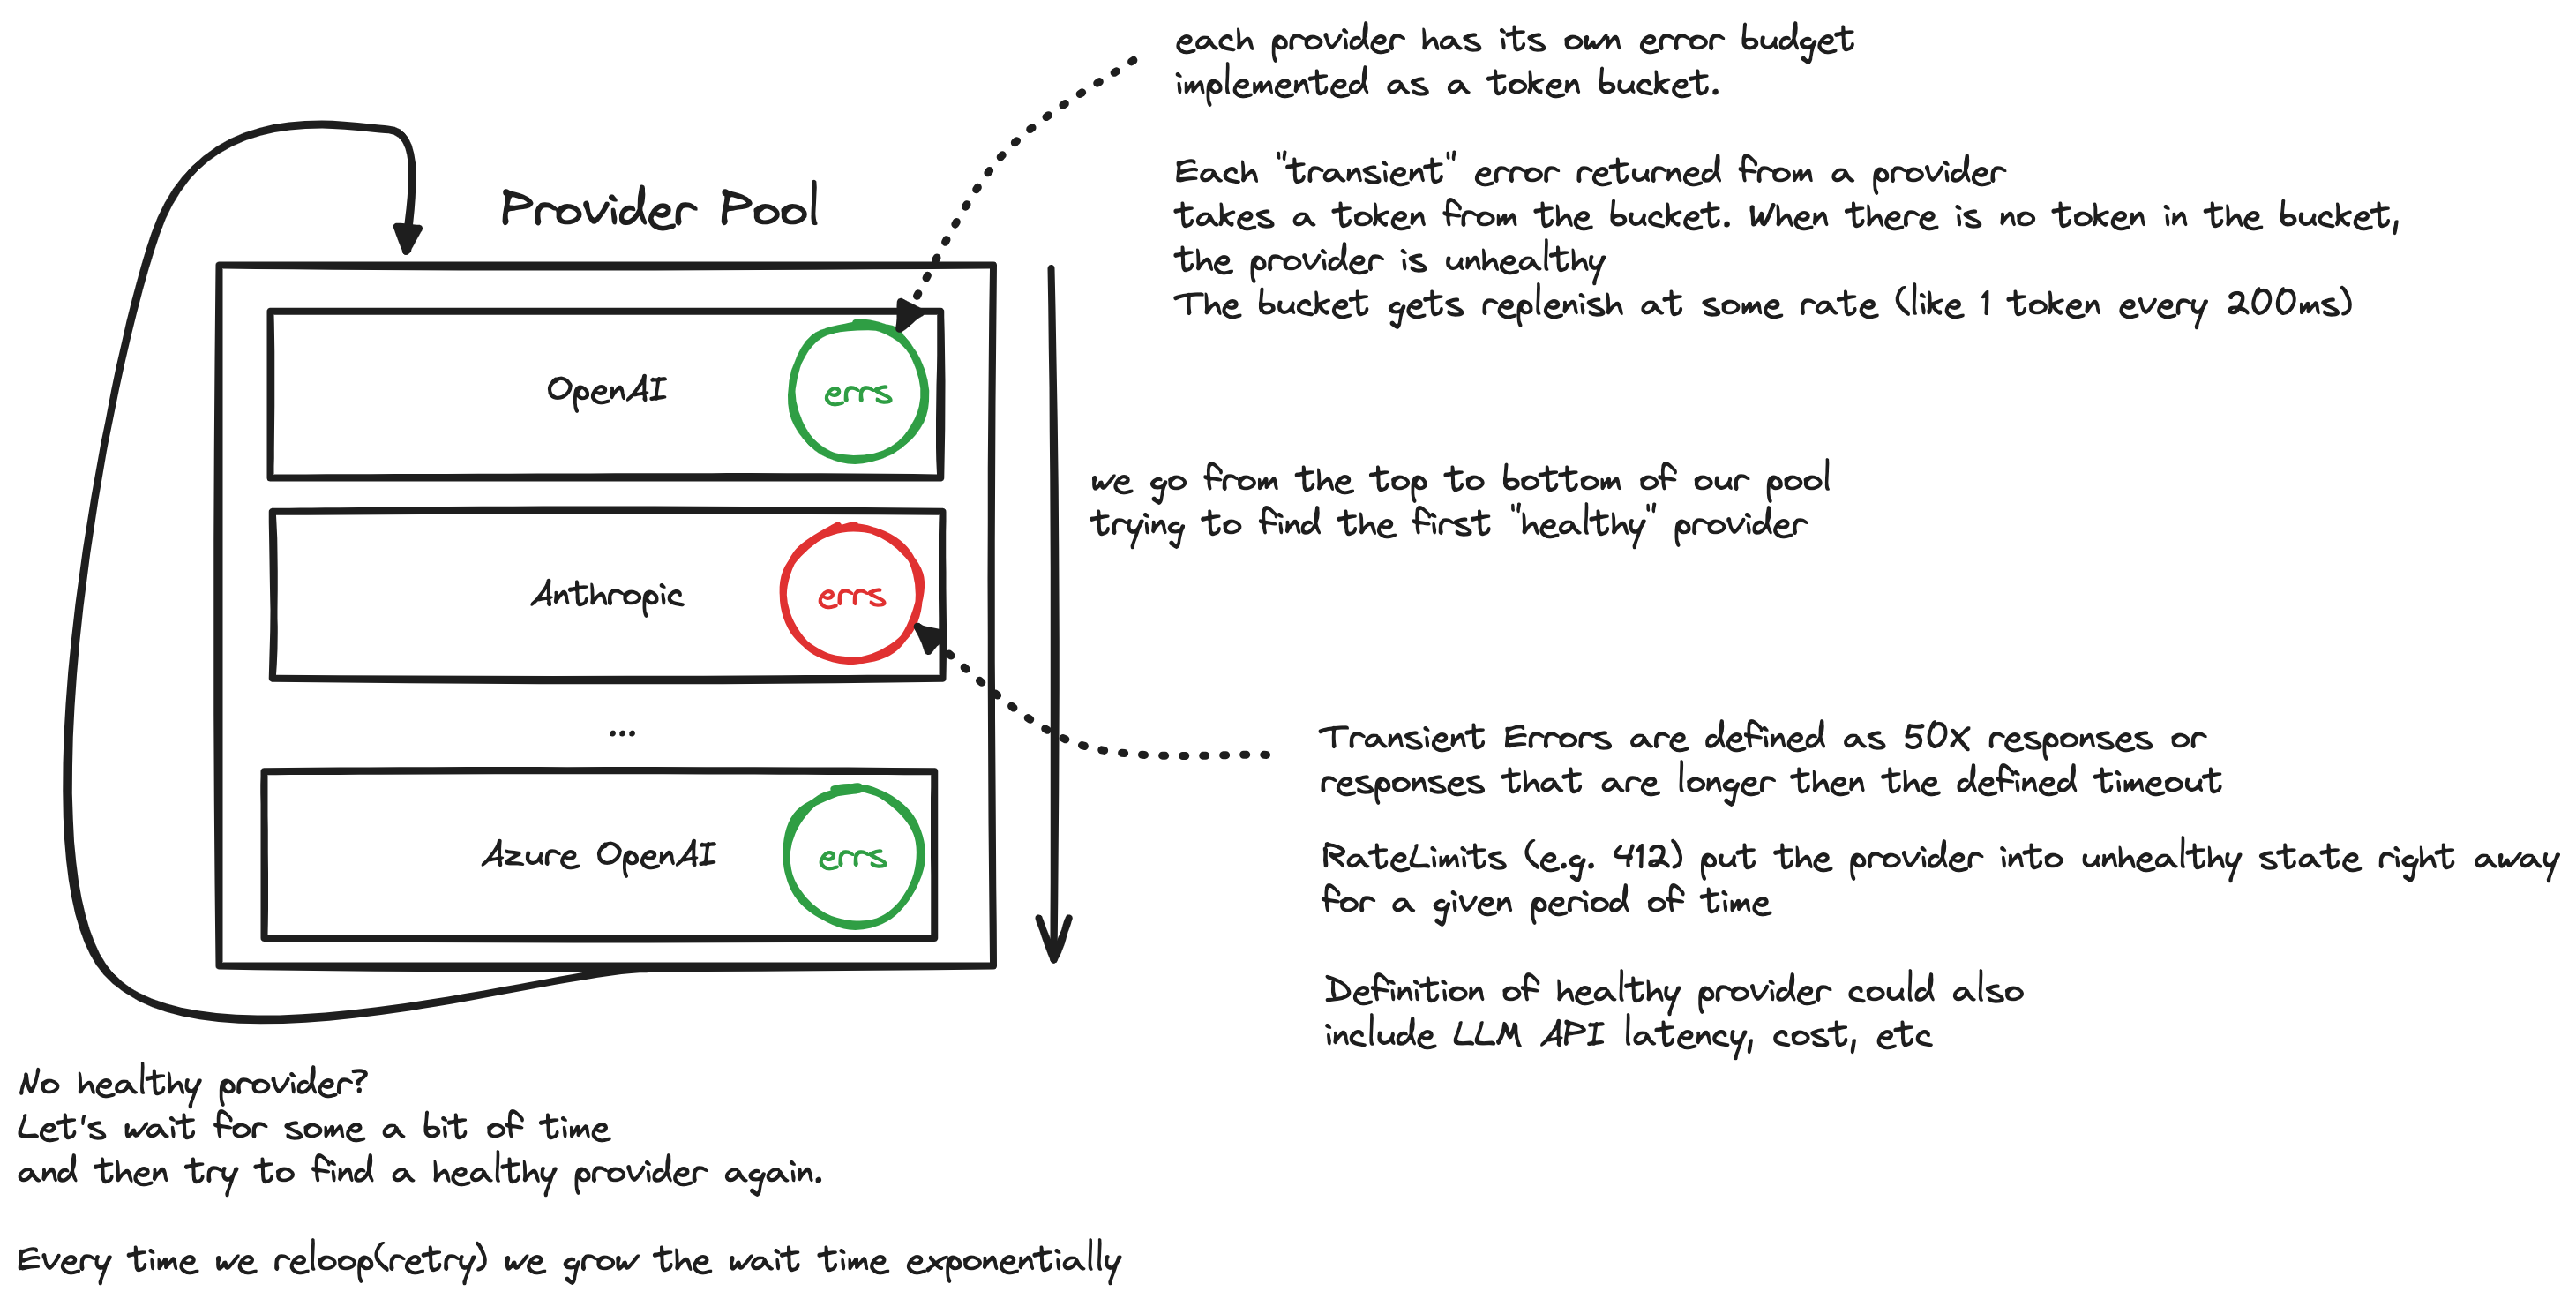 each provider has its own error budget
implemented as a token bucket.
Each "transient" error returned from a provider
takes a token from the bucket. When there is no token in the bucket,
the provider is unhealthy
The bucket gets replenish at some rate (like 1 token every 200ms)
Provider Pool
OpenAI
errs
we go from the top to bottom of our pool
trying to find the first "healthy" provider
Anthropic
errs
...
Azure OpenAI
errs
Transient Errors are defined as 50X responses or
responses that are longer then the defined timeout
RateLimits (e.g. 412) put the provider into unhealthy state right away
for a given period of time
Definition of healthy provider could also
include LLM API latency, cost, etc
No healthy provider?
Let's wait for some a bit of time
and then try to find a healthy provider again.
Every time we reloop(retry) we grow the wait time exponentially